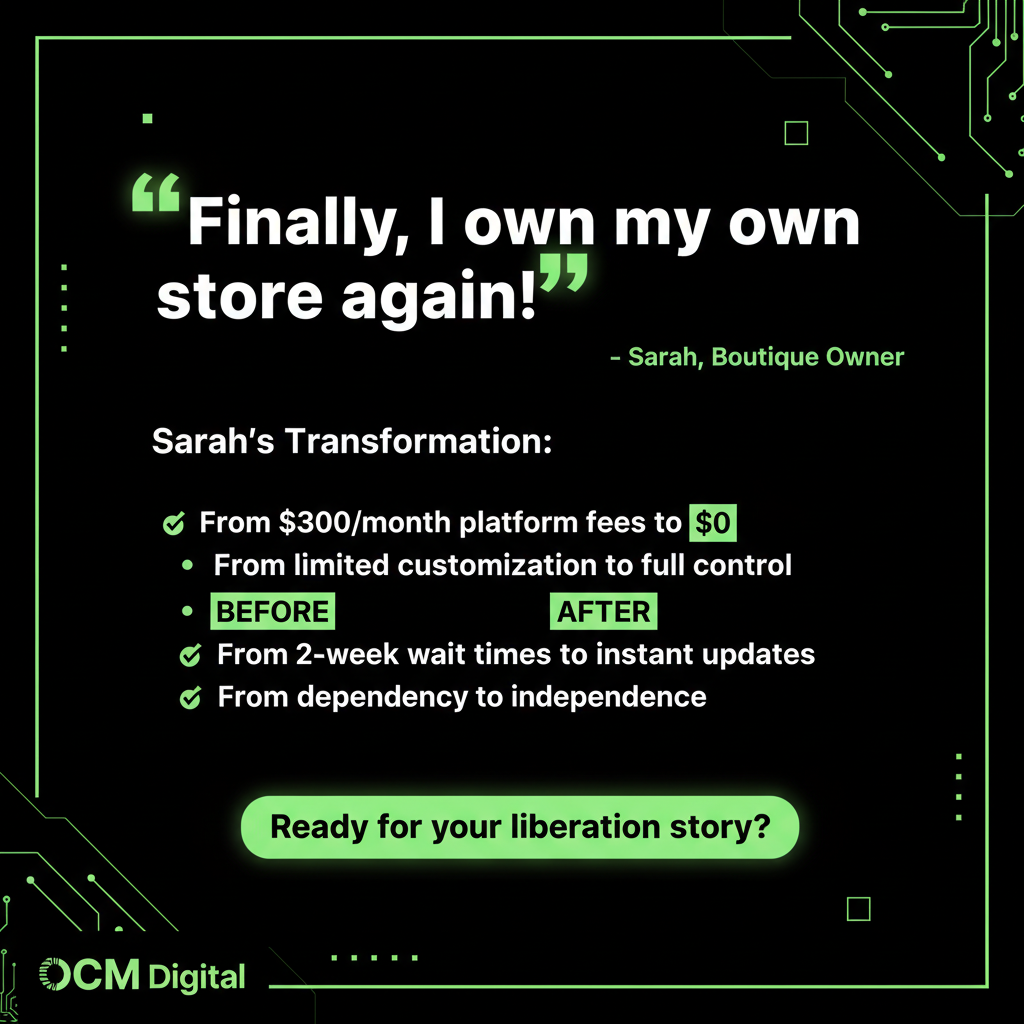 “Finally, I own my own
store again!”
– Sarah, Boutique Owner
Sarah’s Transformation:
From $300/month platform fees to $0
• From limited customization to full control
• BEFORE AFTER
From 2-week wait times to instant updates
From dependency to independence
Ready for your liberation story?
OCM Digital